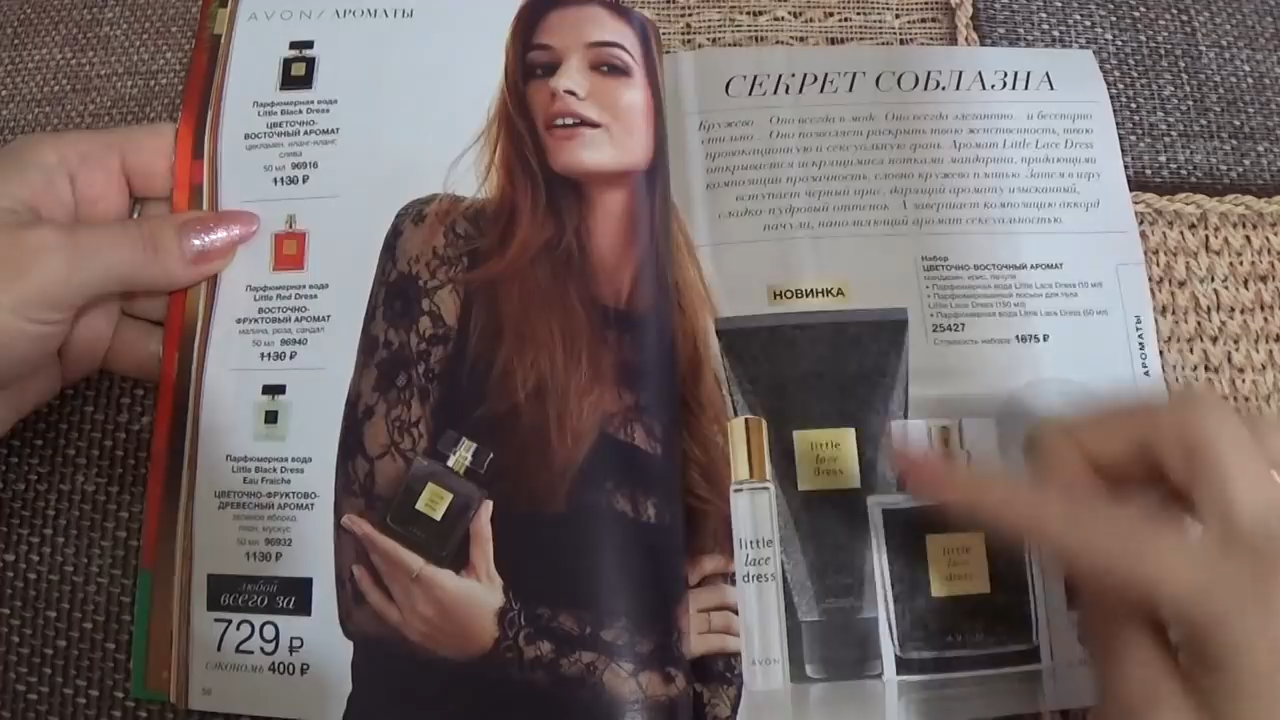 AVON / АРОМАТЫ
Парфюмерная вода
Little Black Dress
ЦВЕТОЧНО-
ВОСТОЧНЫЙ АРОМАТ
цикламен, иланг-иланг,
слива
50 мл 96916
1130 ₽
Парфюмерная вода
Little Red Dress
ВОСТОЧНО-
ФРУКТОВЫЙ АРОМАТ
малина, роза, сандал
50 мл 96940
1130 ₽
Парфюмерная вода
Little Black Dress
Eau Fraiche
ЦВЕТОЧНО-ФРУКТОВО-
ДРЕВЕСНЫЙ АРОМАТ
зеленое яблоко,
пион, мускус
50 мл 96932
1130 ₽
любой
всего за
729 ₽
сэкономь 400 ₽
СЕКРЕТ СОБЛАЗНА
Кружево... Оно всегда в моде. Оно всегда элегантно... и бесспорно
стильно... Оно позволяет раскрыть твою женственность, твою
провокационную и сексуальную грань. Аромат Little Lace Dress
открывается искрящимися нотками мандарина, придающими
композиции прозрачность, словно кружево платью. Затем в игру
вступает черный ирис, дарящий аромату изысканный,
сладко-пудровый оттенок. А завершает композицию аккорд
пачули, наполняющий аромат сексуальностью.
НОВИНКА
Набор
ЦВЕТОЧНО-ВОСТОЧНЫЙ АРОМАТ
мандарин, ирис, пачули
• Парфюмерная вода Little Lace Dress (10 мл)
• Парфюмированный лосьон для тела
Little Lace Dress (150 мл)
• Парфюмерная вода Little Lace Dress (50 мл)
25427
Стоимость набора: 1875 ₽
АРОМАТЫ
little
lace
dress
little
lace
dress
AVON
little
lace
dress
AVON